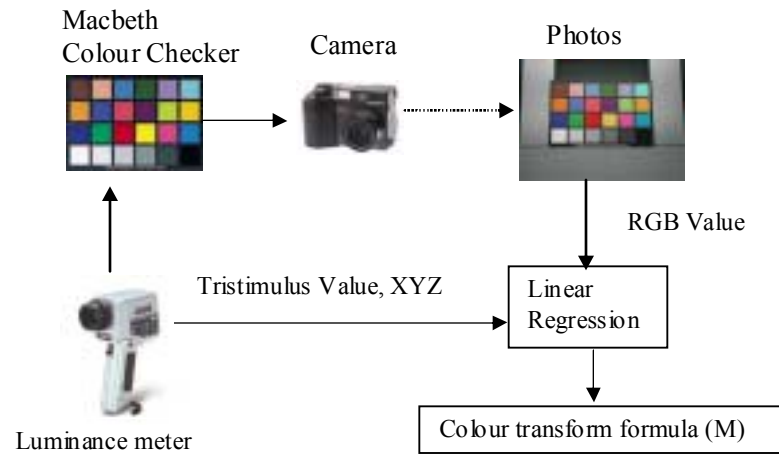 Macbeth
Colour Checker
Camera
Photos
RGB Value
Tristimulus Value, XYZ
Linear
Regression
Colour transform formula (M)
Luminance meter